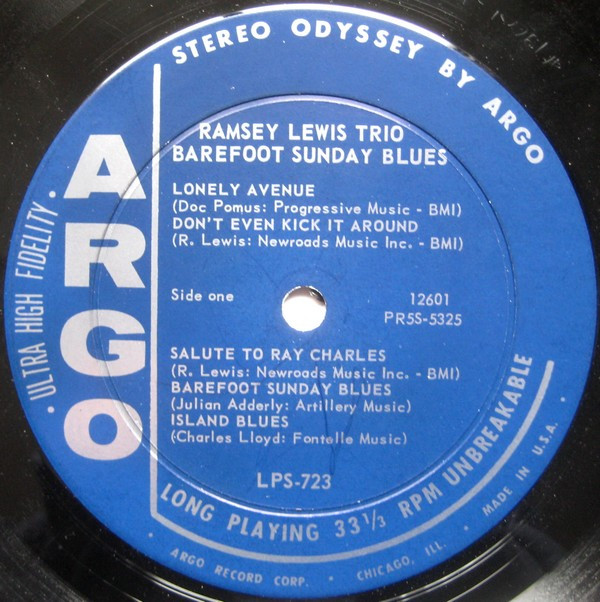 STEREO ODYSSEY BY ARGO
ARGO
· ULTRA HIGH FIDELITY ·
RAMSEY LEWIS TRIO
BAREFOOT SUNDAY BLUES
LONELY AVENUE
(Doc Pomus: Progressive Music - BMI)
DON'T EVEN KICK IT AROUND
(R. Lewis: Newroads Music Inc. - BMI)
Side one
12601
PR5S-5325
SALUTE TO RAY CHARLES
(R. Lewis: Newroads Music Inc. - BMI)
BAREFOOT SUNDAY BLUES
(Julian Adderly: Artillery Music)
ISLAND BLUES
(Charles Lloyd: Fontelle Music)
LPS-723
LONG PLAYING 33 1/3 RPM UNBREAKABLE
· ARGO RECORD CORP. · CHICAGO, ILL. · MADE IN U.S.A. ·